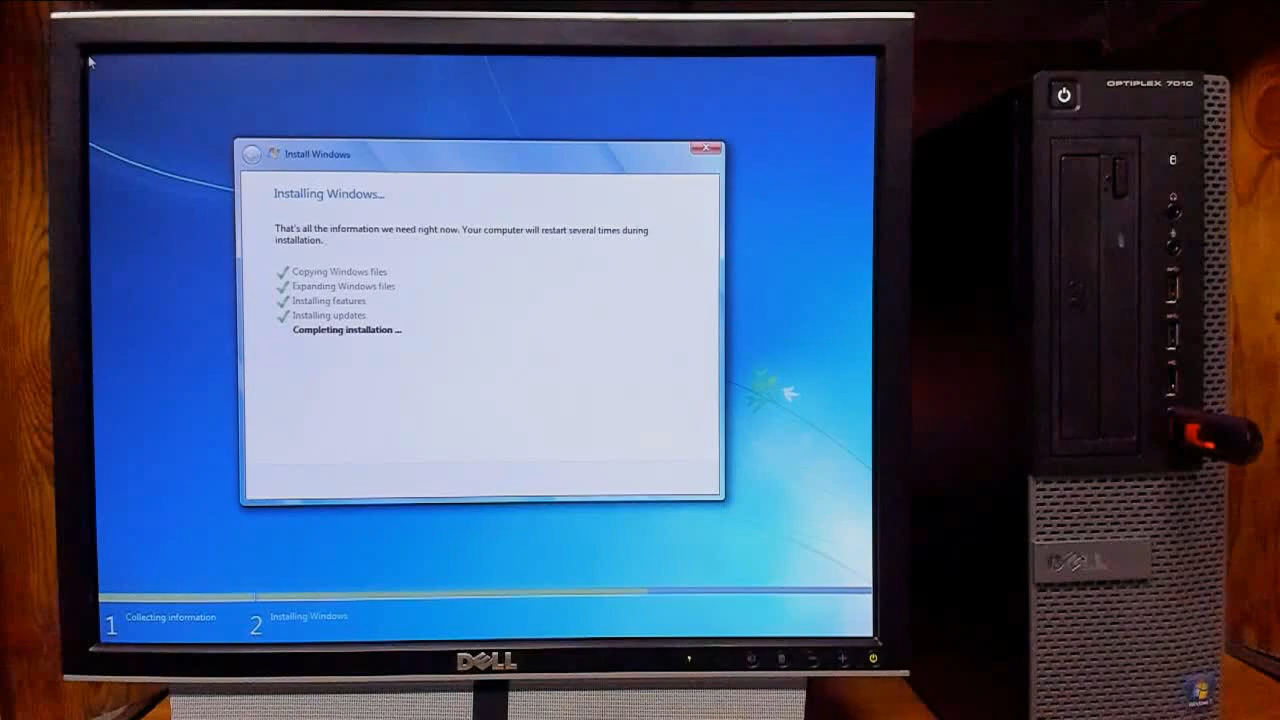 OPTIPLEX 7010
Install Windows
Installing Windows...
That's all the information we need right now. Your computer will restart several times during
installation.
Copying Windows files
Expanding Windows files
Installing features
Installing updates
Completing installation ...
1 Collecting information
2 Installing Windows
DELL
DELL